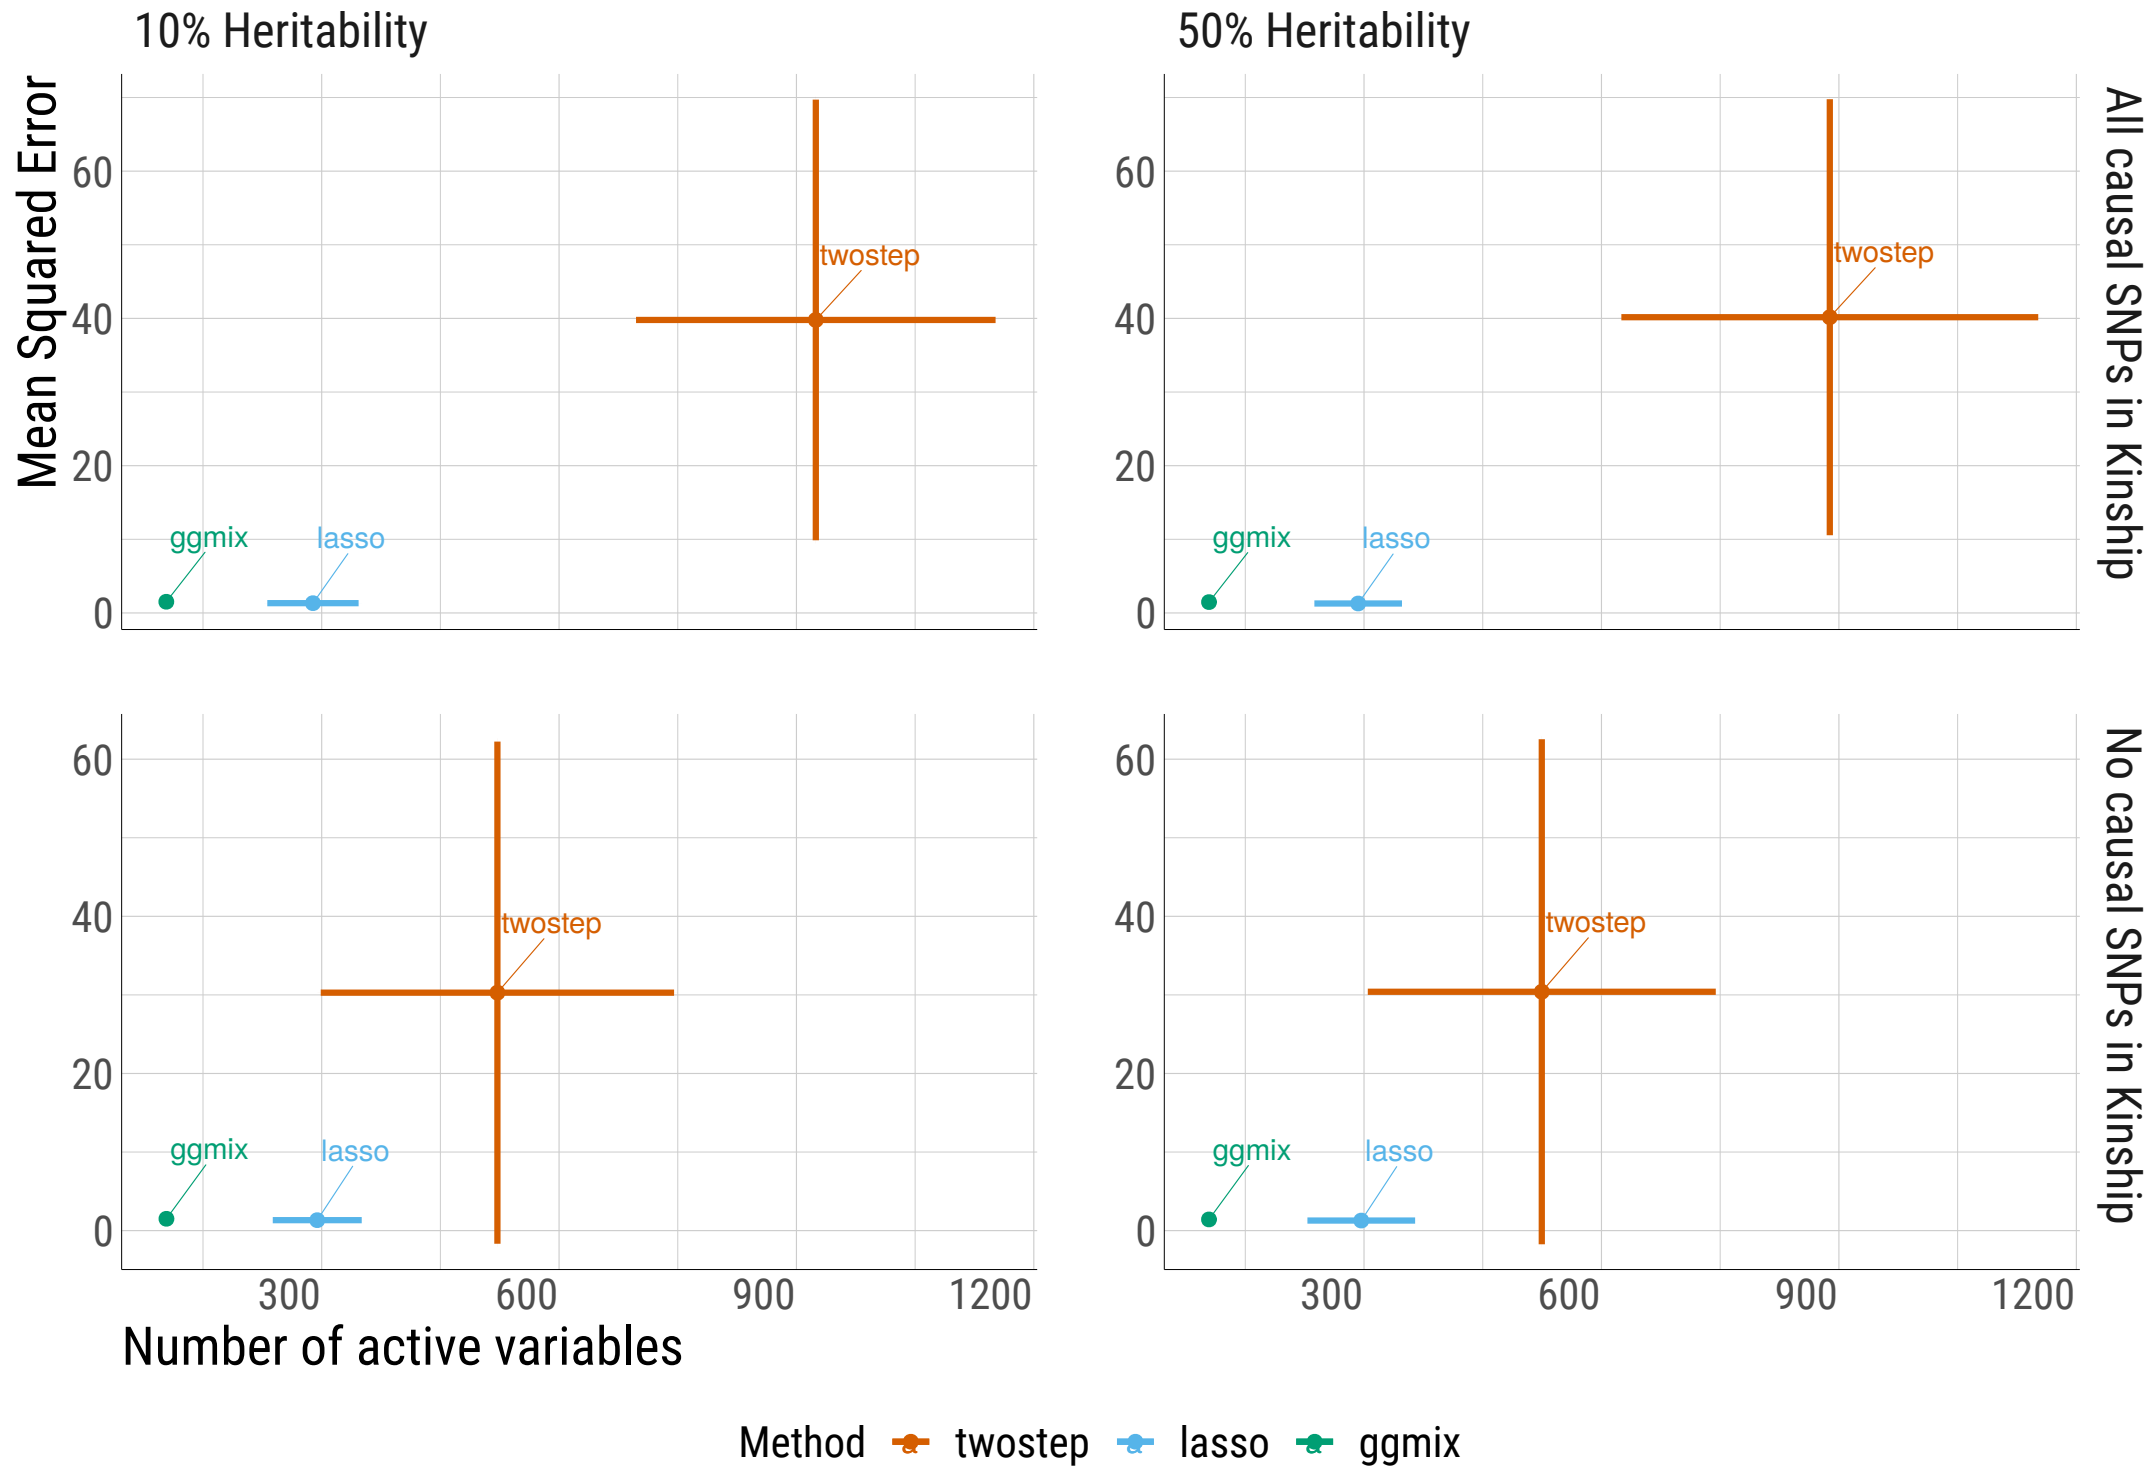 10% Heritability
50% Heritability
Mean Squared Error
All causal SNPs in Kinship
60
40
20
0
twostep
ggmix
lasso
60
40
20
0
twostep
ggmix
lasso
No causal SNPs in Kinship
60
40
20
0
twostep
ggmix
lasso
300 600 900 1200
60
40
20
0
twostep
ggmix
lasso
300 600 900 1200
Number of active variables
Method & twostep & lasso & ggmix